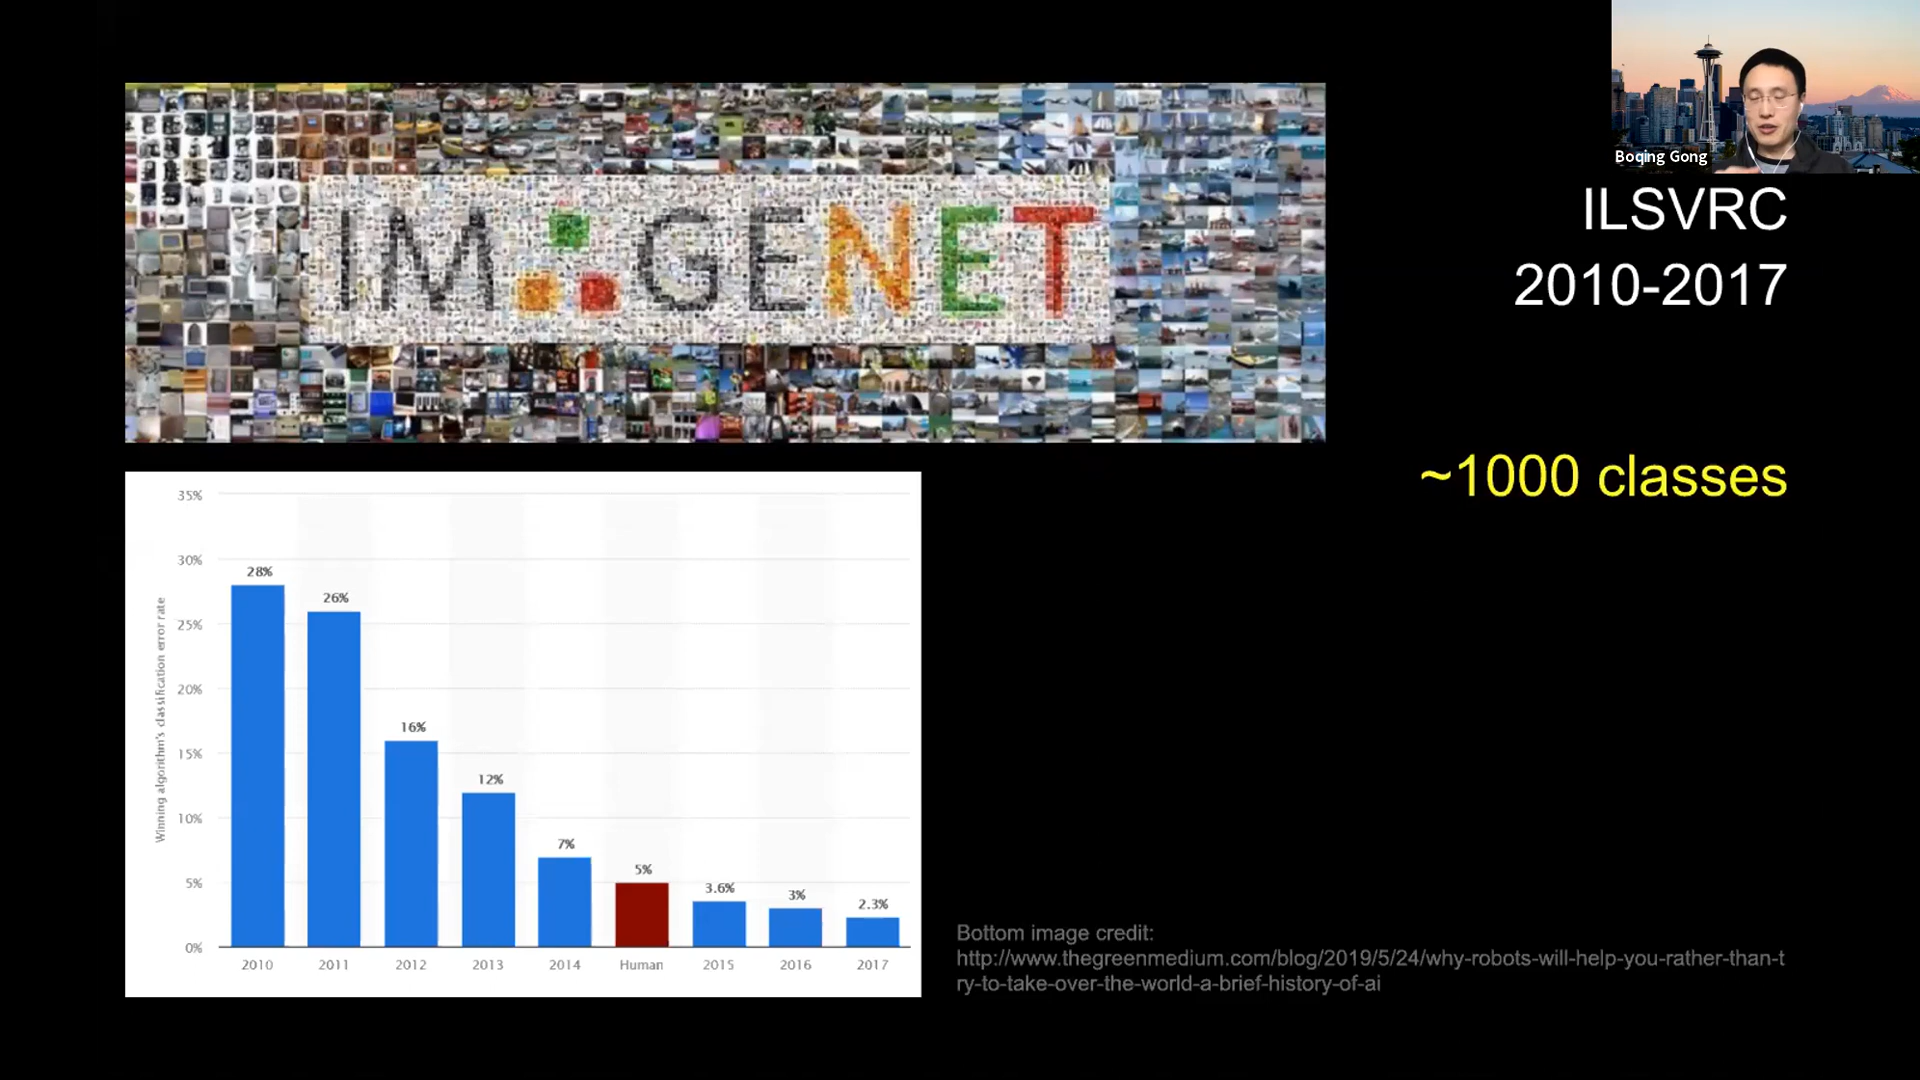 Boqing Gong
IMAGENET
ILSVRC
2010-2017
~1000 classes
35%
30%
25%
20%
15%
10%
5%
0%
Winning algorithm's classification error rate
28%
26%
16%
12%
7%
5%
3.6%
3%
2.3%
2010
2011
2012
2013
2014
Human
2015
2016
2017
Bottom image credit:
http://www.thegreenmedium.com/blog/2019/5/24/why-robots-will-help-you-rather-than-t
ry-to-take-over-the-world-a-brief-history-of-ai